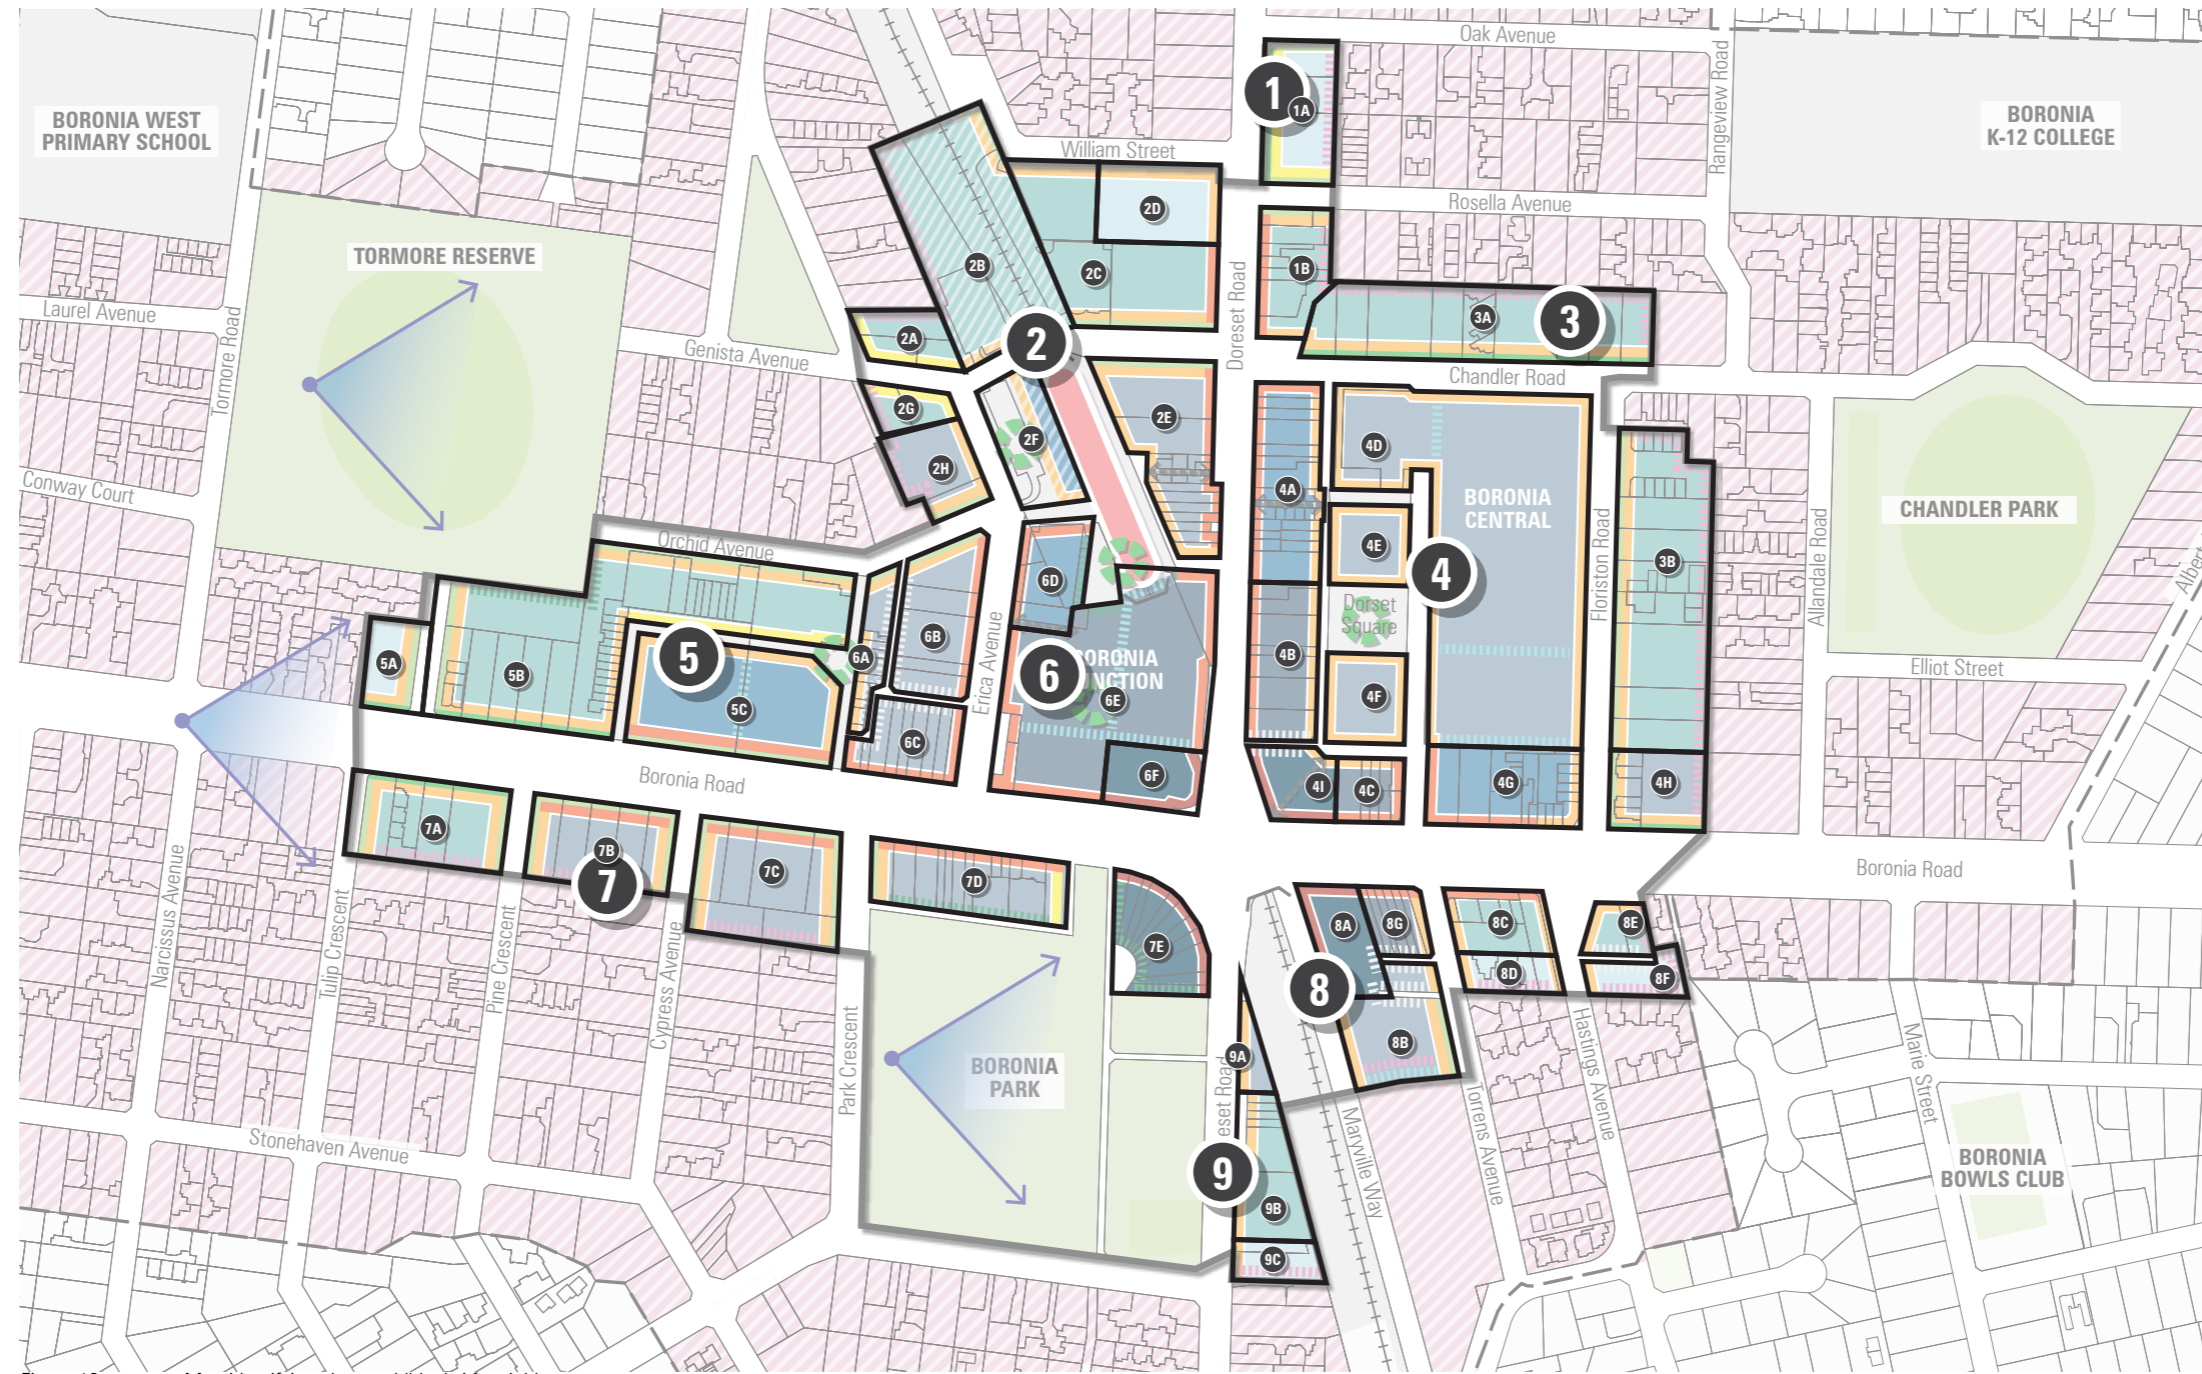 Oak Avenue
Rangeview Road
BORONIA WEST
PRIMARY SCHOOL
1
1A
BORONIA
K-12 COLLEGE
William Street
2D
Rosella Avenue
TORMORE RESERVE
2B
2C
1B
Doreset Road
Laurel Avenue
Tormore Road
2A
2
3A
3
Genista Avenue
Chandler Road
2G
2E
2F
2H
4D
4A
BORONIA
CENTRAL
CHANDLER PARK
Conway Court
Floriston Road
Allandale Road
Albert
Orchid Avenue
4E
3B
6D
4
Dorset
Square
6B
5A
5
6A
5B
Erica Avenue
6
BORONIA
6E
4B
Elliot Street
5C
4F
6C
Boronia Road
6F
4I
4C
4G
4H
7A
7B
7
7C
7D
Boronia Road
Narcissus Avenue
Tulip Crescent
Pine Crescent
Cypress Avenue
Park Crescent
7E
8A
8G
8C
8E
8D
8F
8
8B
BORONIA
PARK
9A
Hastings Avenue
Marie Street
Torrens Avenue
Marville Way
Stonehaven Avenue
9
9B
9C
BORONIA
BOWLS CLUB